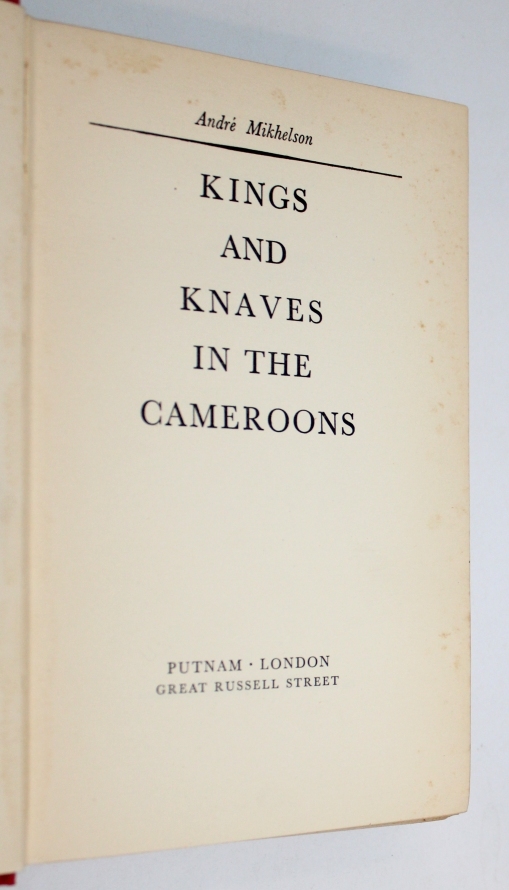 André Mikhelson
KINGS
AND
KNAVES
IN THE
CAMEROONS
PUTNAM · LONDON
GREAT RUSSELL STREET